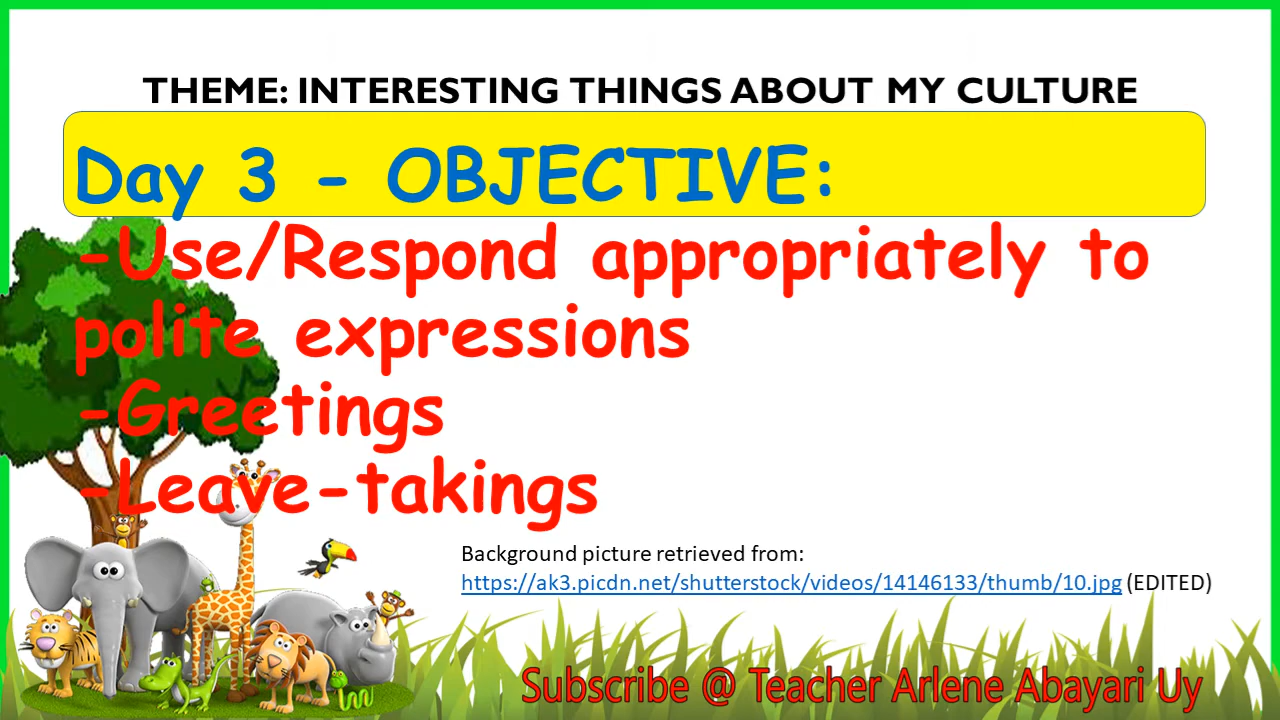 THEME: INTERESTING THINGS ABOUT MY CULTURE
Day 3 - OBJECTIVE:
-Use/Respond appropriately to
polite expressions
-Greetings
-Leave-takings
Background picture retrieved from:
https://ak3.picdn.net/shutterstock/videos/14146133/thumb/10.jpg (EDITED)
Subscribe @ Teacher Arlene Abayari Uy